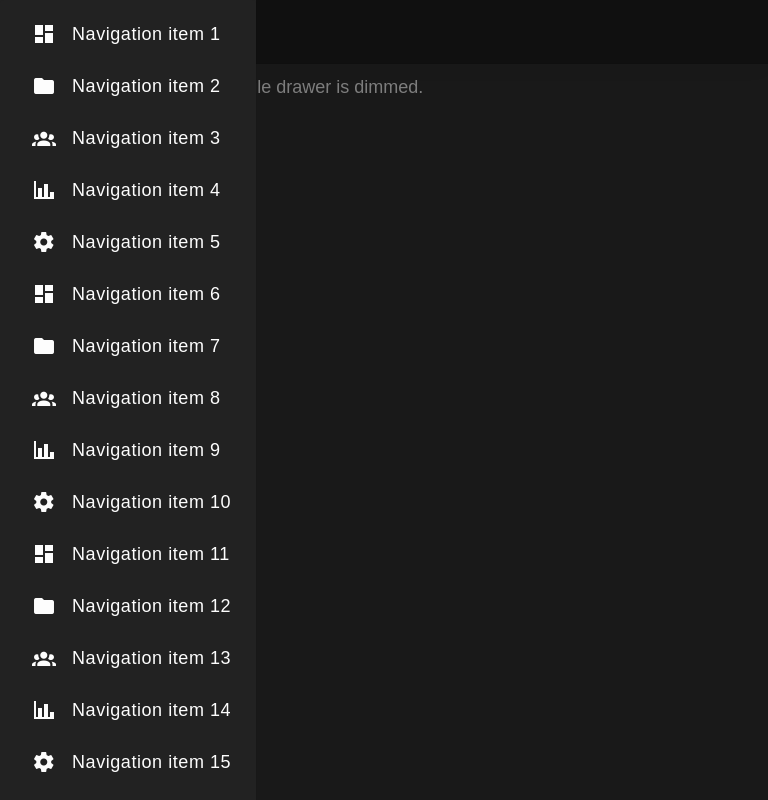 Navigation item 1
Navigation item 2
drawer is dimmed.
Navigation item 3
Navigation item 4
Navigation item 5
Navigation item 6
Navigation item 7
Navigation item 8
Navigation item 9
Navigation item 10
Navigation item 11
Navigation item 12
Navigation item 13
Navigation item 14
Navigation item 15